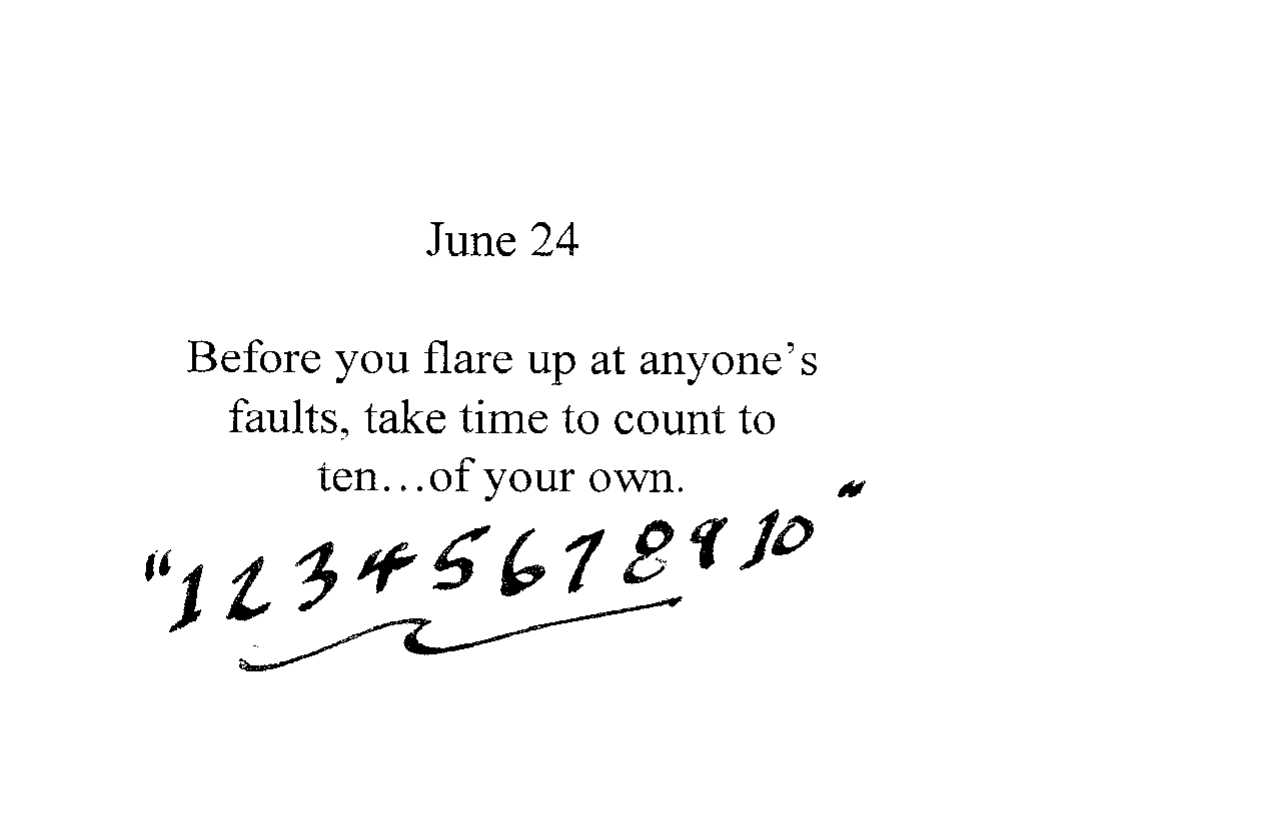 June 24
Before you flare up at anyone’s
faults, take time to count to
ten...of your own.
"1 2 3 4 5 6 7 8 9 10"